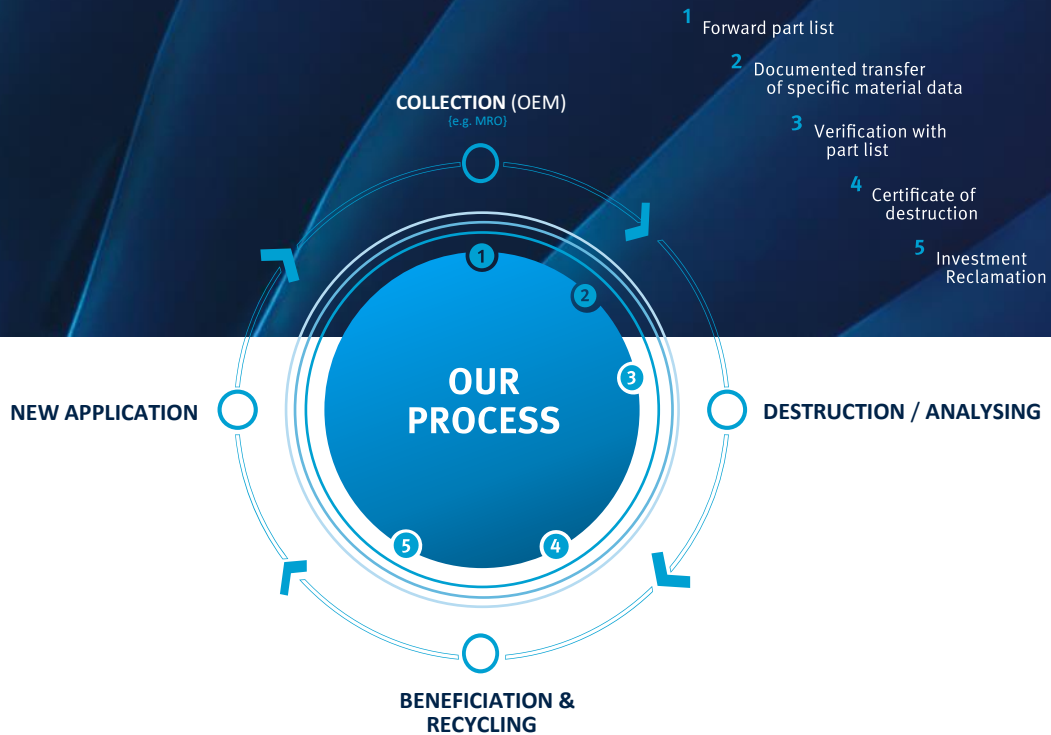 1
Forward part list
2
Documented transfer
of specific material data
3
Verification with
part list
4
Certificate of
destruction
5
Investment
Reclamation
COLLECTION (OEM)
{e.g. MRO}
1
2
3
4
5
OUR
PROCESS
NEW APPLICATION
DESTRUCTION / ANALYSING
BENEFICIATION &
RECYCLING